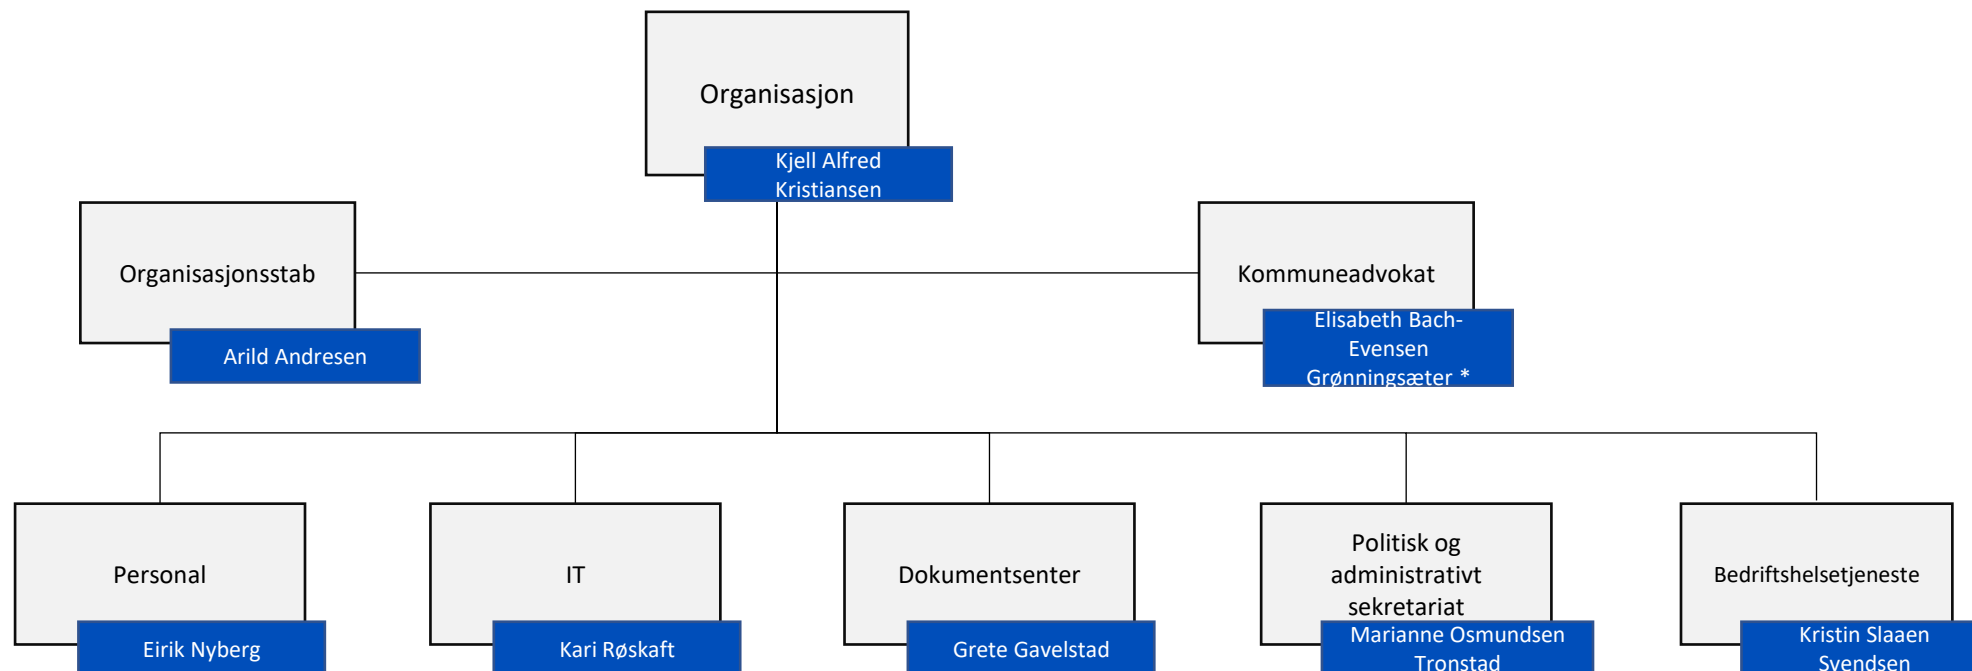 Organisasjon
Kjell Alfred
Kristiansen
Organisasjonsstab
Arild Andresen
Kommuneadvokat
Elisabeth Bach-
Evensen
Grønningsæter *
Personal
Eirik Nyberg
IT
Kari Røskaft
Dokumentsenter
Grete Gavelstad
Politisk og
administrativt
sekretariat
Marianne Osmundsen
Tronstad
Bedriftshelsetjeneste
Kristin Slaaen
Svendsen